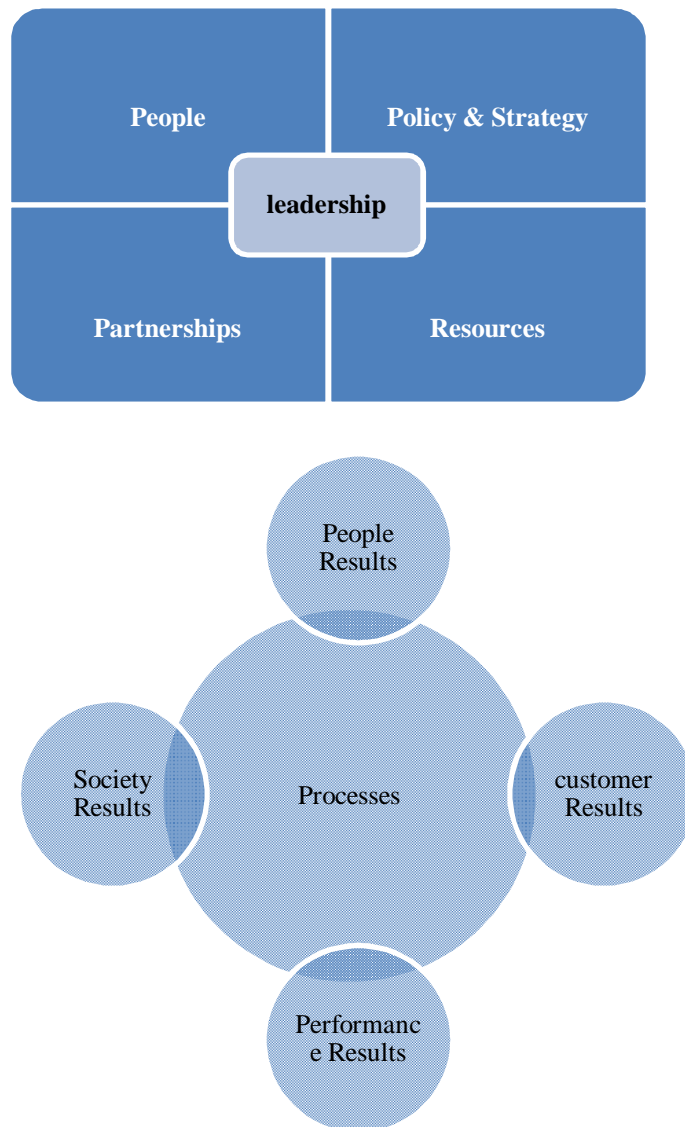 People
Policy & Strategy
leadership
Partnerships
Resources
People
Results
Society
Results
Processes
customer
Results
Performanc
e Results